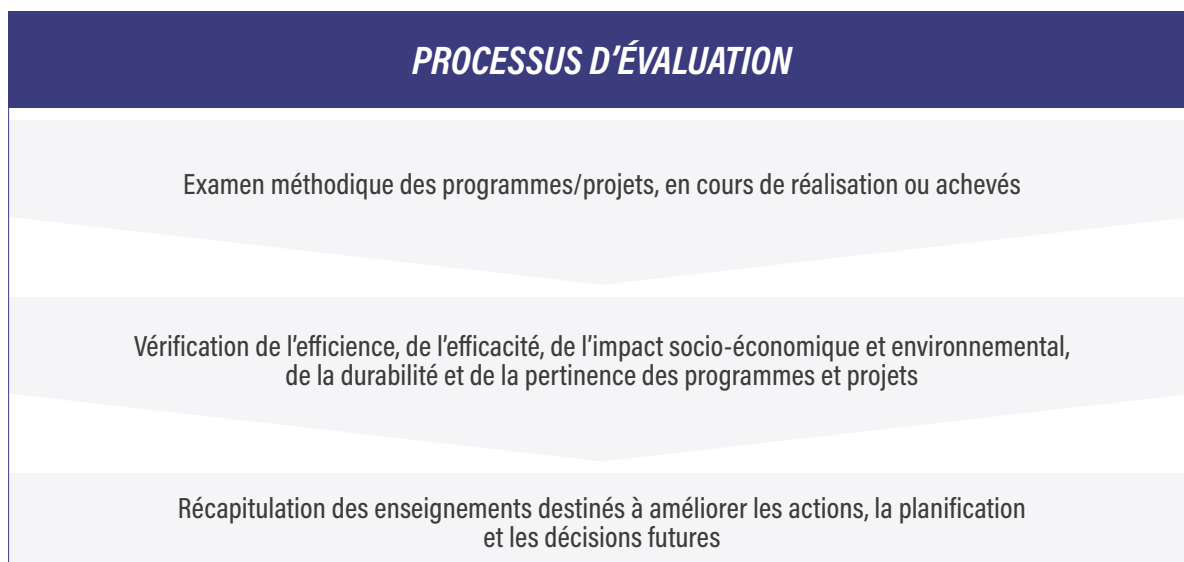 PROCESSUS D’ÉVALUATION
Examen méthodique des programmes/projets, en cours de réalisation ou achevés
Vérification de l’efficience, de l’efficacité, de l’impact socio-économique et environnemental,
de la durabilité et de la pertinence des programmes et projets
Récapitulation des enseignements destinés à améliorer les actions, la planification
et les décisions futures